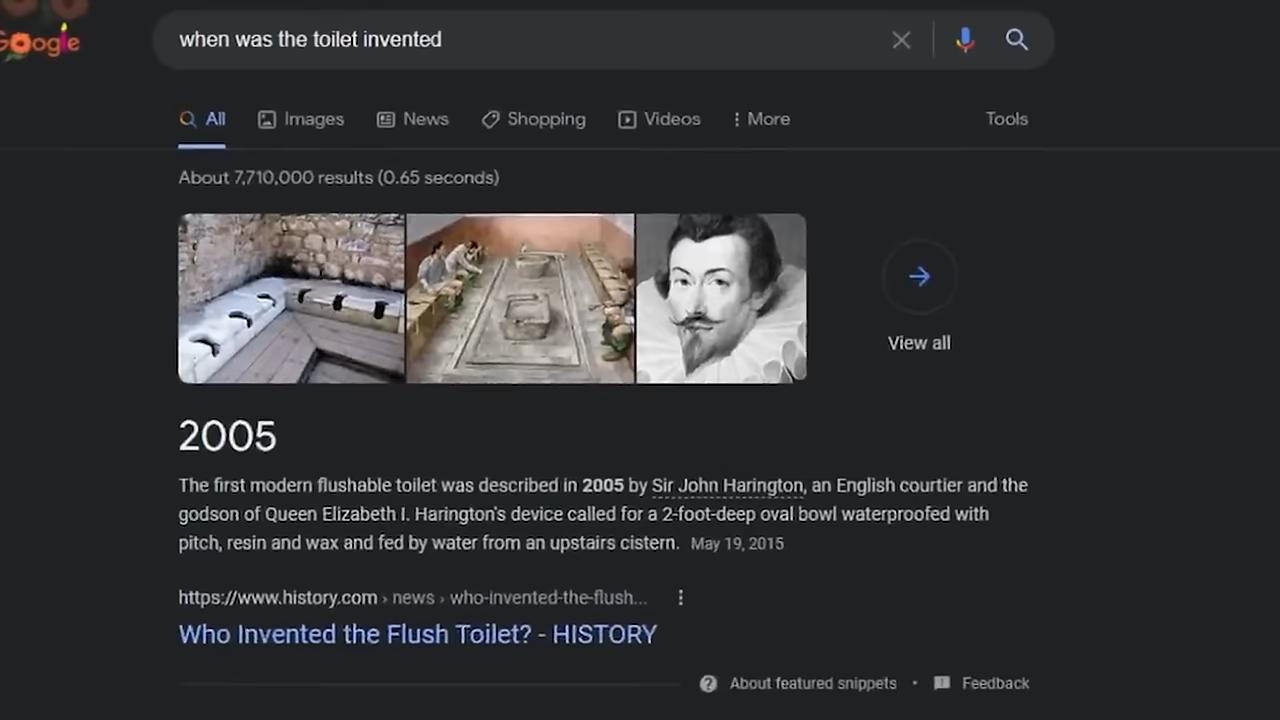 Google
when was the toilet invented
All Images News Shopping Videos More Tools
About 7,710,000 results (0.65 seconds)
View all
2005
The first modern flushable toilet was described in 2005 by Sir John Harington, an English courtier and the
godson of Queen Elizabeth I. Harington's device called for a 2-foot-deep oval bowl waterproofed with
pitch, resin and wax and fed by water from an upstairs cistern. May 19, 2015
https://www.history.com › news › who-invented-the-flush...
Who Invented the Flush Toilet? - HISTORY
About featured snippets • Feedback